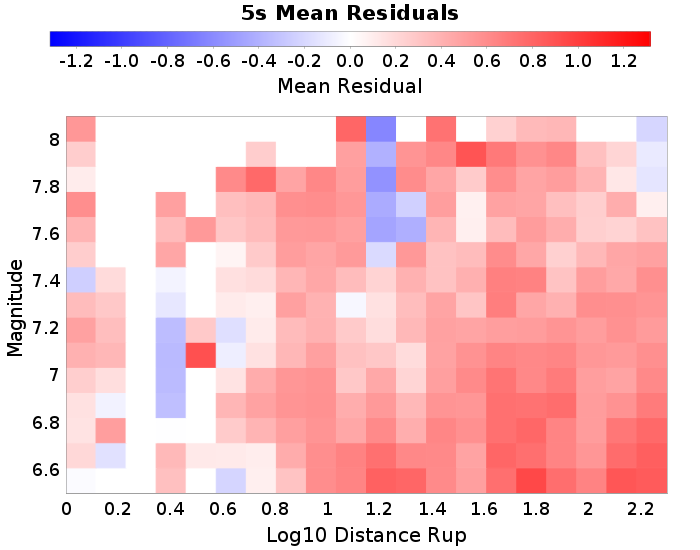 5s Mean Residuals
-1.2 -1.0 -0.8 -0.6 -0.4 -0.2 0.0 0.2 0.4 0.6 0.8 1.0 1.2
Mean Residual
8
7.8
7.6
7.4
7.2
7
6.8
6.6
Magnitude
0 0.2 0.4 0.6 0.8 1 1.2 1.4 1.6 1.8 2 2.2
Log10 Distance Rup